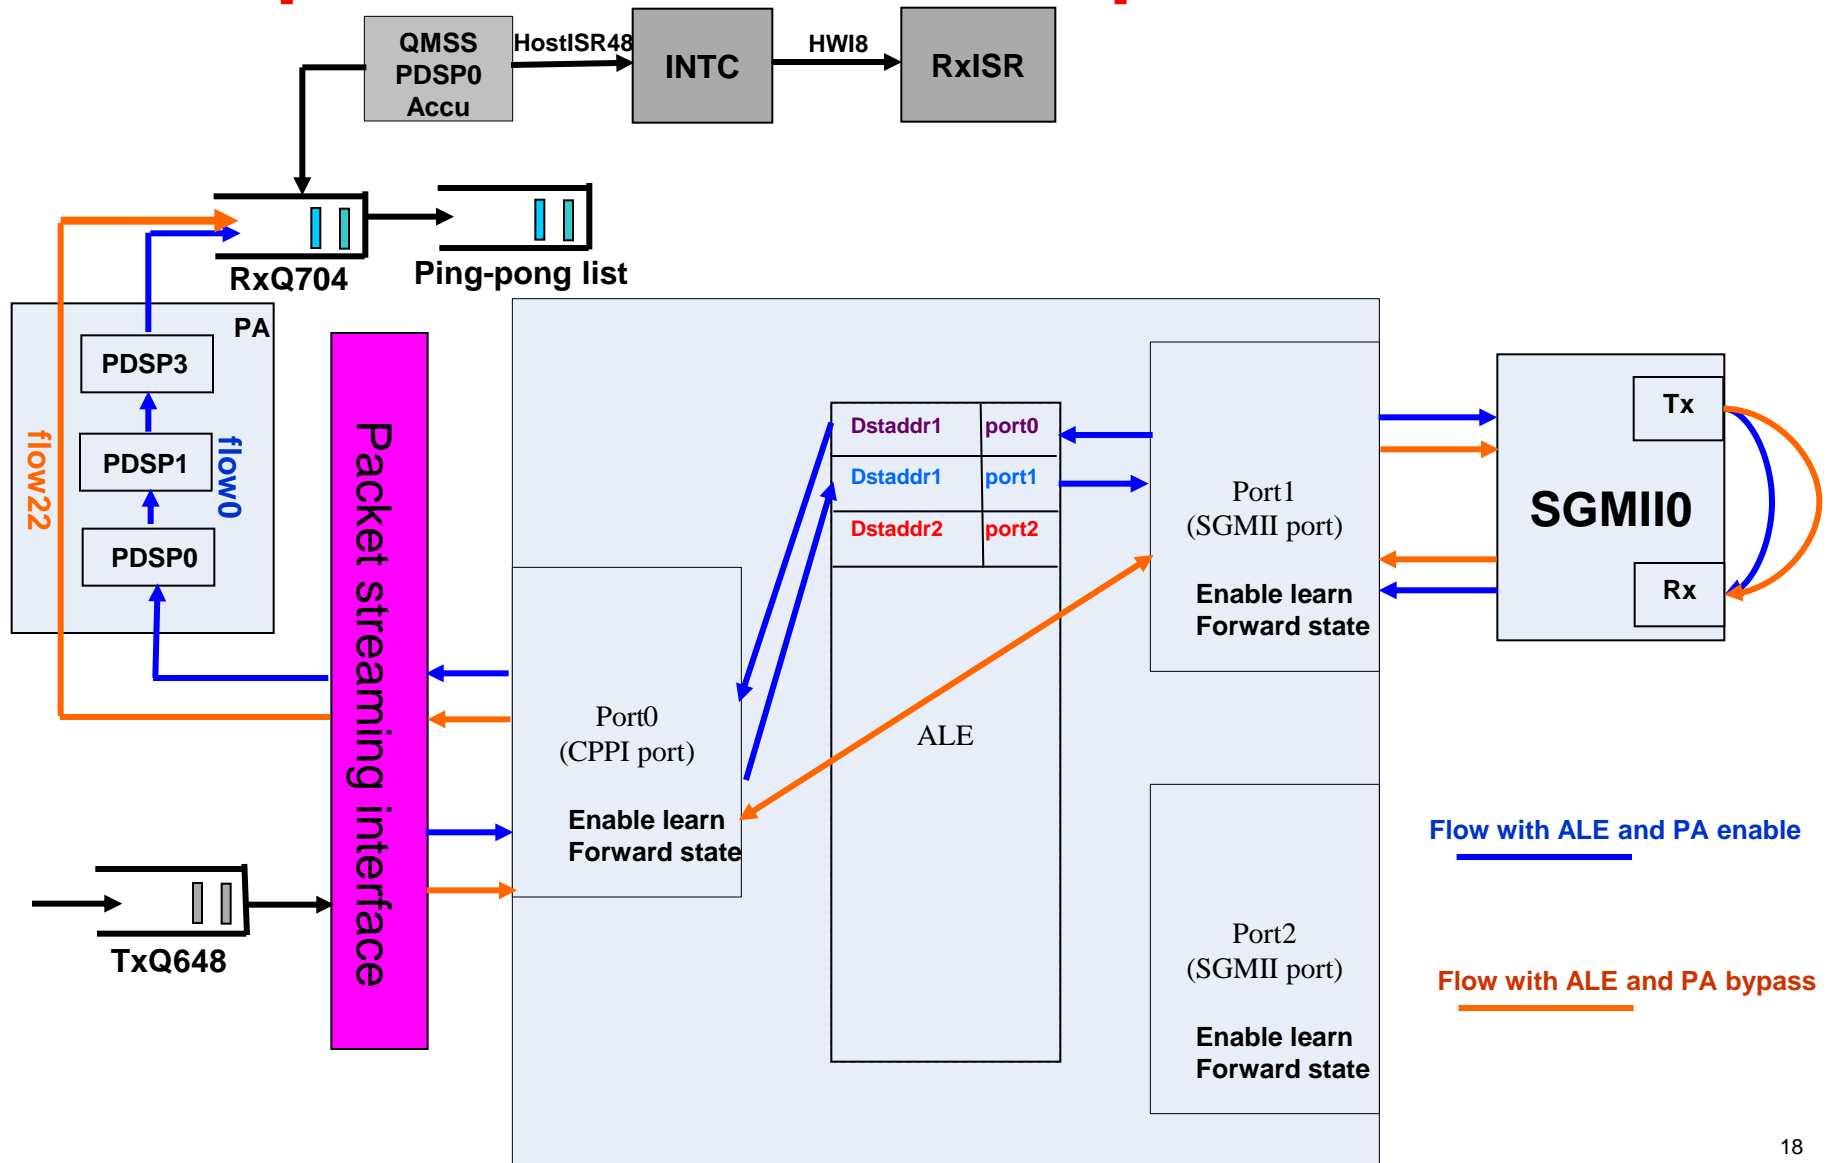 QMSS
PDSP0
Accu
HostISR48
INTC
HWI8
RxISR
RxQ704
Ping-pong list
PA
PDSP3
PDSP1
PDSP0
flow22
flow0
Packet streaming interface
TxQ648
Port0
(CPPI port)
Enable learn
Forward state
Dstaddr1 port0
Dstaddr1 port1
Dstaddr2 port2
ALE
Port1
(SGMII port)
Enable learn
Forward state
Port2
(SGMII port)
Enable learn
Forward state
Tx
SGMII0
Rx
Flow with ALE and PA enable
Flow with ALE and PA bypass
18